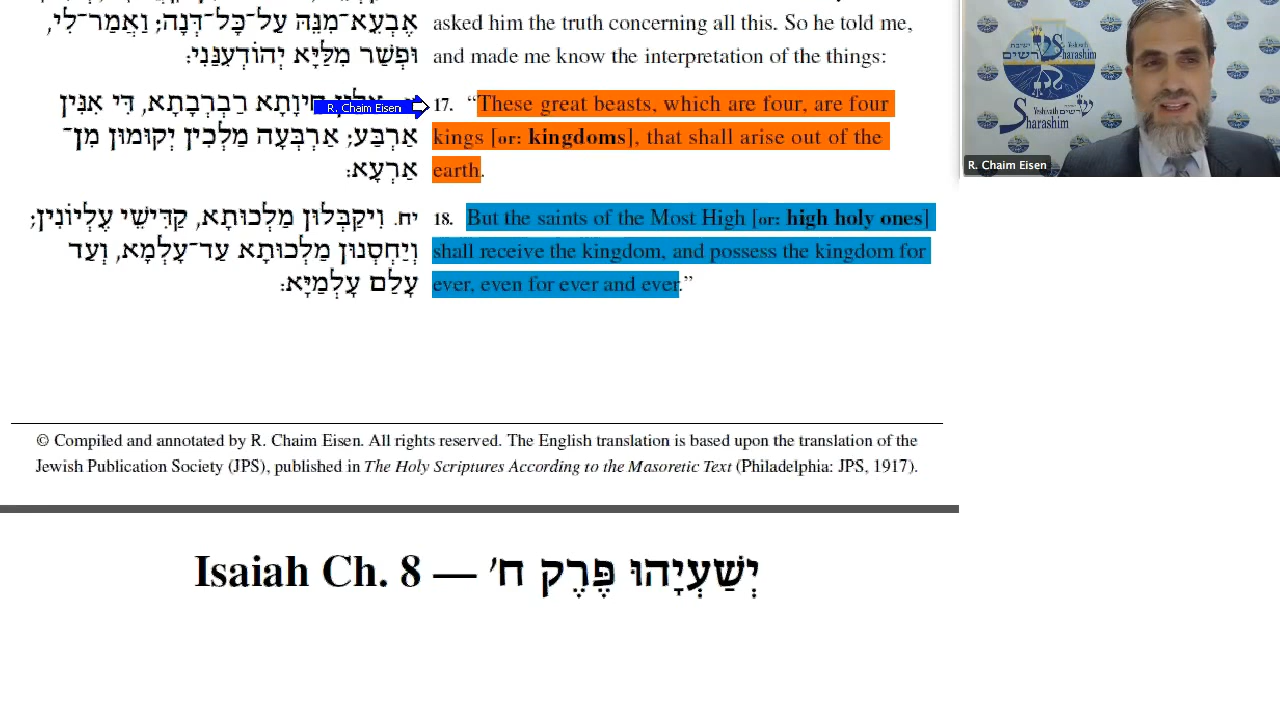 אֶבְעֵא־מִנֵּהּ עַל־כָּל־דְּנָה; וַאֲמַר־לִי,
וּפְשַׁר מִלַּיָּא יְהוֹדְעִנַּנִי:
חֵיוָתָא רַבְרְבָתָא, דִּי אִנִּין
אַרְבַּע; אַרְבְּעָה מַלְכִין יְקוּמוּן מִן־
אַרְעָא:
יח. וִיקַבְּלוּן מַלְכוּתָא, קַדִּישֵׁי עֶלְיוֹנִין;
וְיַחְסְנוּן מַלְכוּתָא עַד־עָלְמָא, וְעַד
עָלַם עָלְמַיָּא:
asked him the truth concerning all this. So he told me,
and made me know the interpretation of the things:
R. Chaim Eisen
17. “These great beasts, which are four, are four
kings [or: kingdoms], that shall arise out of the
earth.
18. But the saints of the Most High [or: high holy ones]
shall receive the kingdom, and possess the kingdom for
ever, even for ever and ever.”
© Compiled and annotated by R. Chaim Eisen. All rights reserved. The English translation is based upon the translation of the
Jewish Publication Society (JPS), published in The Holy Scriptures According to the Masoretic Text (Philadelphia: JPS, 1917).
Isaiah Ch. 8 — יְשַׁעְיָהוּ פֶּרֶק ח׳
Yeshivath
Sharashim
R. Chaim Eisen